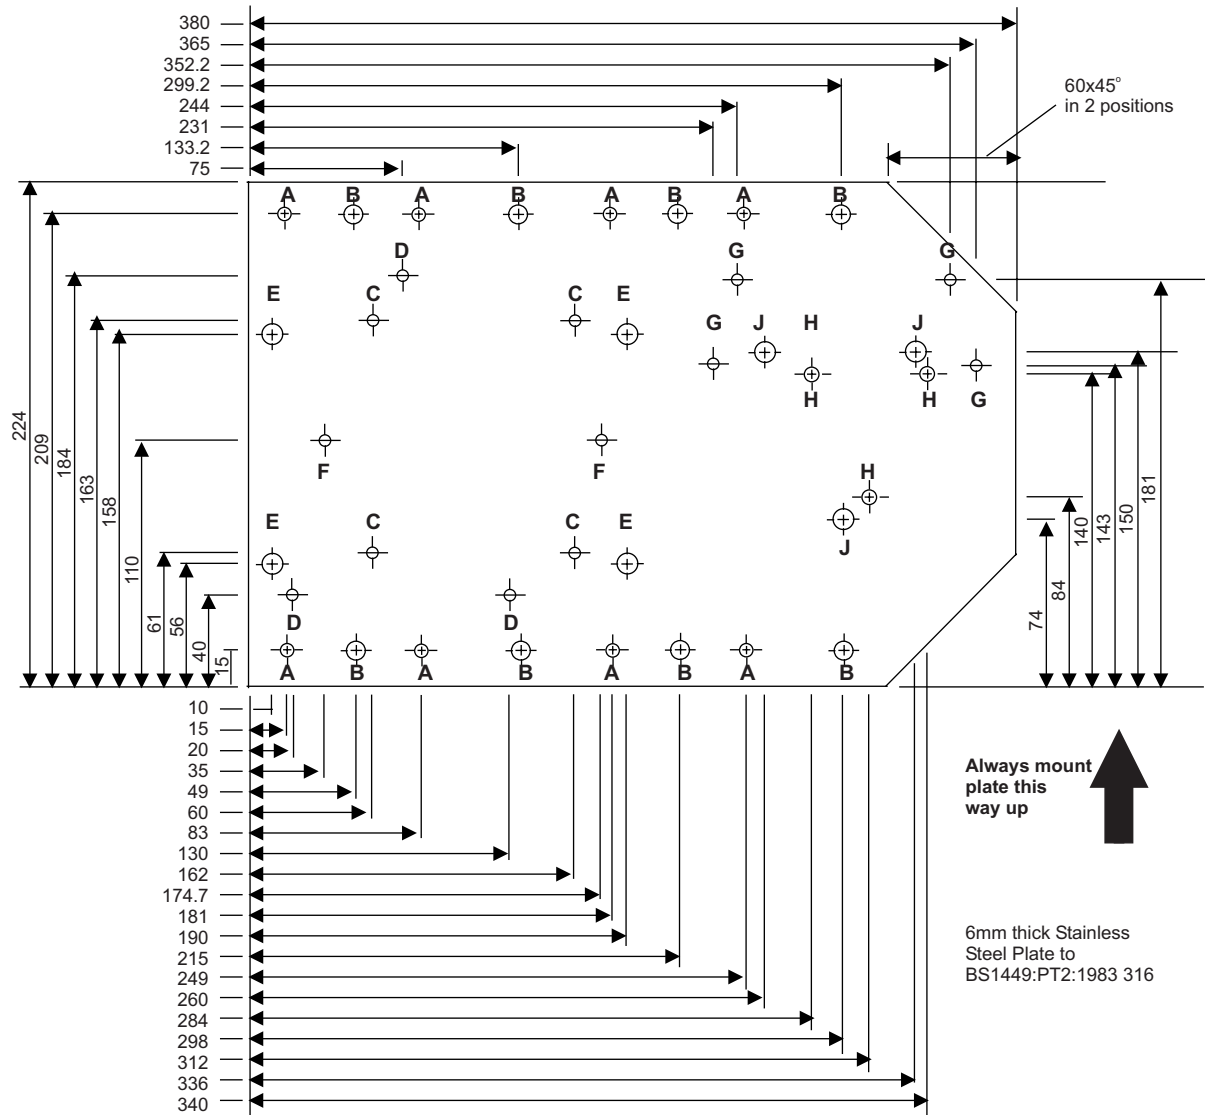 380
365
352.2
299.2
244
231
133.2
75
60x45°
in 2 positions
A B A B A B A B
D G G
E C C E
G J H J
H H G
F F
H
E C C E
J
D D
A B A B A B A B
224
209
184
163
158
110
61
56
40
15
74
84
140
143
150
181
10
15
20
35
49
60
83
130
162
174.7
181
190
215
249
260
284
298
312
336
340
Always mount
plate this
way up
6mm thick Stainless
Steel Plate to
BS1449:PT2:1983 316